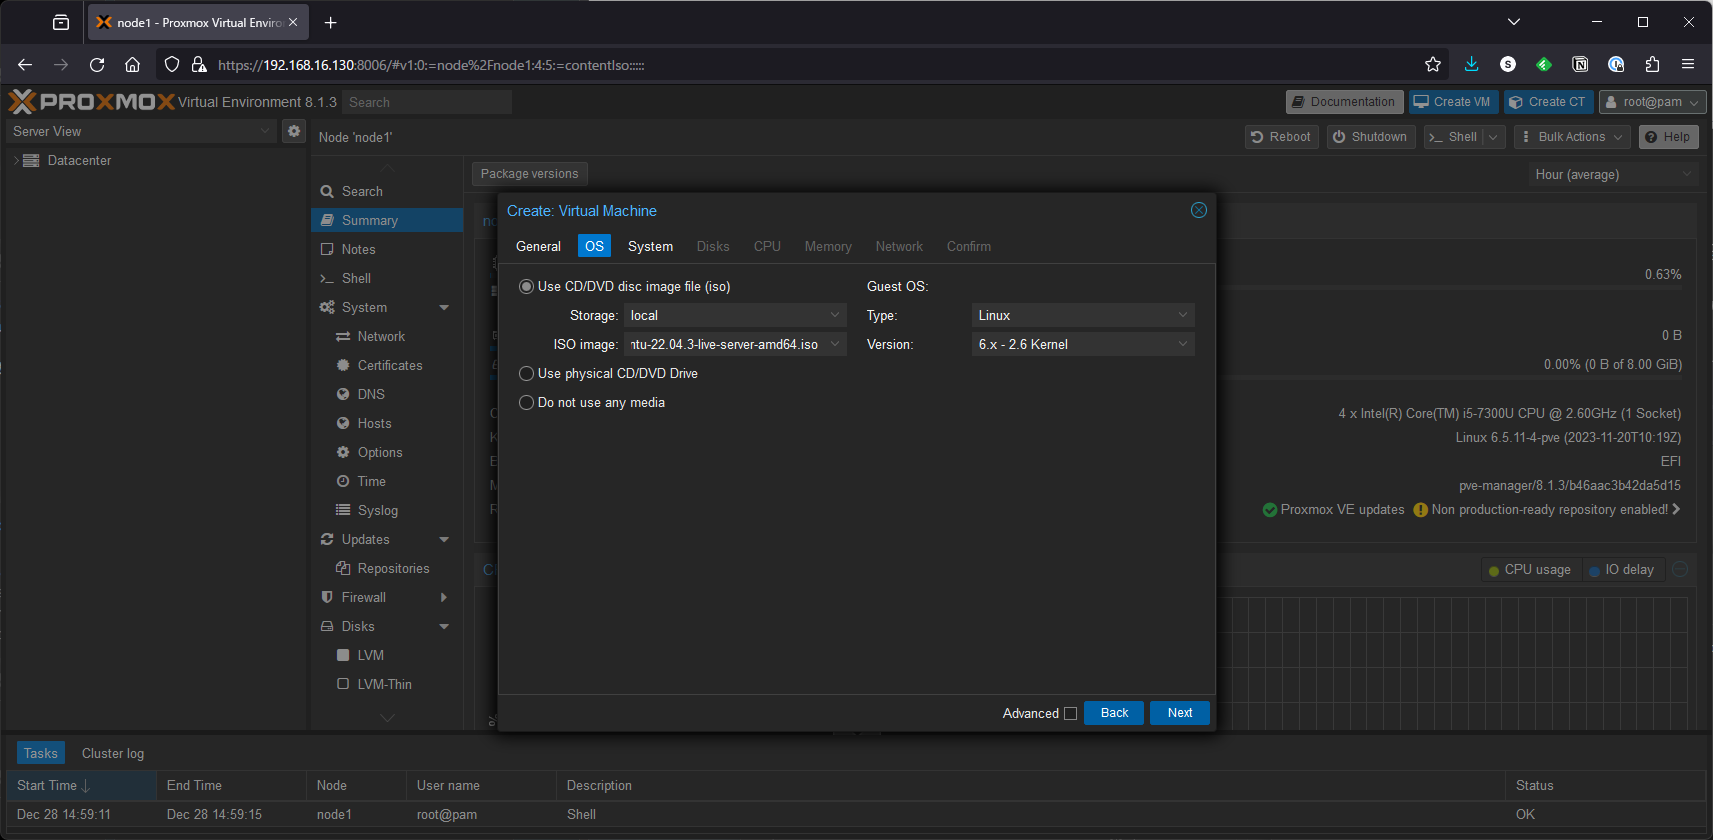 node1 - Proxmox Virtual Enviro
https://192.168.16.130:8006/#v1:0:=node%2Fnode1:4:5:=contentIso:::::
PROXMOX Virtual Environment 8.1.3 Search Documentation Create VM Create CT root@pam
Server View
Node 'node1' Reboot Shutdown Shell Bulk Actions Help
Datacenter
Package versions Hour (average)
Search
Summary
Notes
Shell
System
Network
Certificates
DNS
Hosts
Options
Time
Syslog
Updates
Repositories
Firewall
Disks
LVM
LVM-Thin
Create: Virtual Machine
General OS System Disks CPU Memory Network Confirm
Use CD/DVD disc image file (iso) Guest OS:
Storage: local Type: Linux
ISO image: ntu-22.04.3-live-server-amd64.iso Version: 6.x - 2.6 Kernel
Use physical CD/DVD Drive
Do not use any media
Advanced Back Next
0.63%
0 B
0.00% (0 B of 8.00 GiB)
4 x Intel(R) Core(TM) i5-7300U CPU @ 2.60GHz (1 Socket)
Linux 6.5.11-4-pve (2023-11-20T10:19Z)
EFI
pve-manager/8.1.3/b46aac3b42da5d15
Proxmox VE updates Non production-ready repository enabled!
CPU usage IO delay
Tasks Cluster log
Start Time End Time Node User name Description Status
Dec 28 14:59:11 Dec 28 14:59:15 node1 root@pam Shell OK